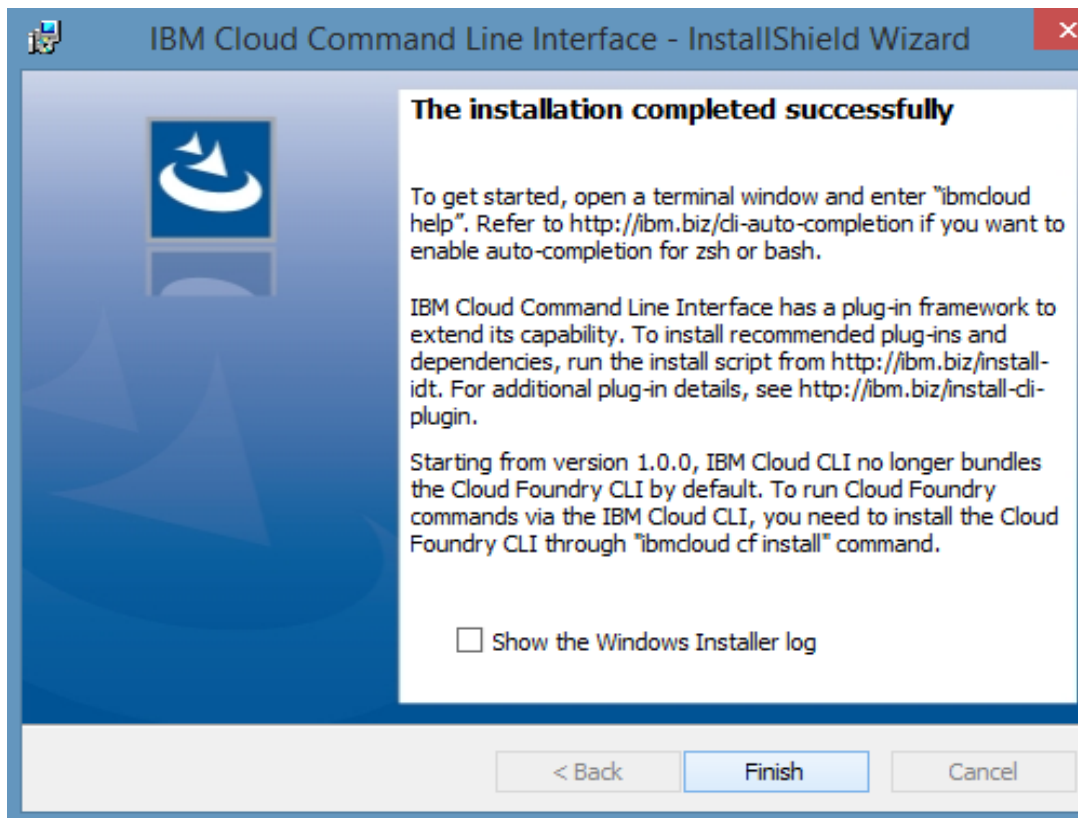 IBM Cloud Command Line Interface - InstallShield Wizard
The installation completed successfully
To get started, open a terminal window and enter “ibmcloud
help”. Refer to http://ibm.biz/cli-auto-completion if you want to
enable auto-completion for zsh or bash.
IBM Cloud Command Line Interface has a plug-in framework to
extend its capability. To install recommended plug-ins and
dependencies, run the install script from http://ibm.biz/install-
idt. For additional plug-in details, see http://ibm.biz/install-cli-
plugin.
Starting from version 1.0.0, IBM Cloud CLI no longer bundles
the Cloud Foundry CLI by default. To run Cloud Foundry
commands via the IBM Cloud CLI, you need to install the Cloud
Foundry CLI through "ibmcloud cf install" command.
Show the Windows Installer log
< Back
Finish
Cancel